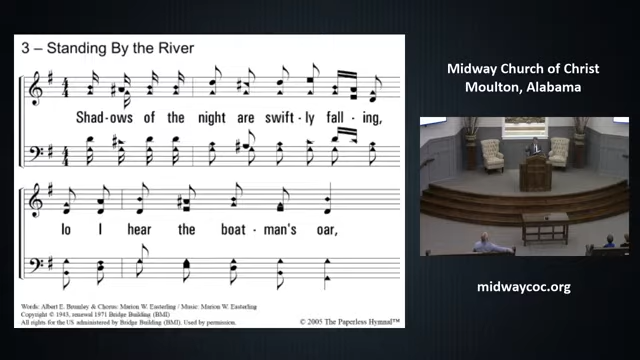 3 – Standing By the River
Shad-ows of the night are swift-ly fall-ing,
lo I hear the boat-man's oar,
Words: Albert E. Brumley & Chorus: Marion W. Easterling / Music: Marion W. Easterling
Copyright © 1943, renewal 1971 Bridge Building (BMI)
All rights for the US administered by Bridge Building (BMI). Used by permission.
© 2005 The Paperless Hymnal™
Midway Church of Christ
Moulton, Alabama
midwaycoc.org